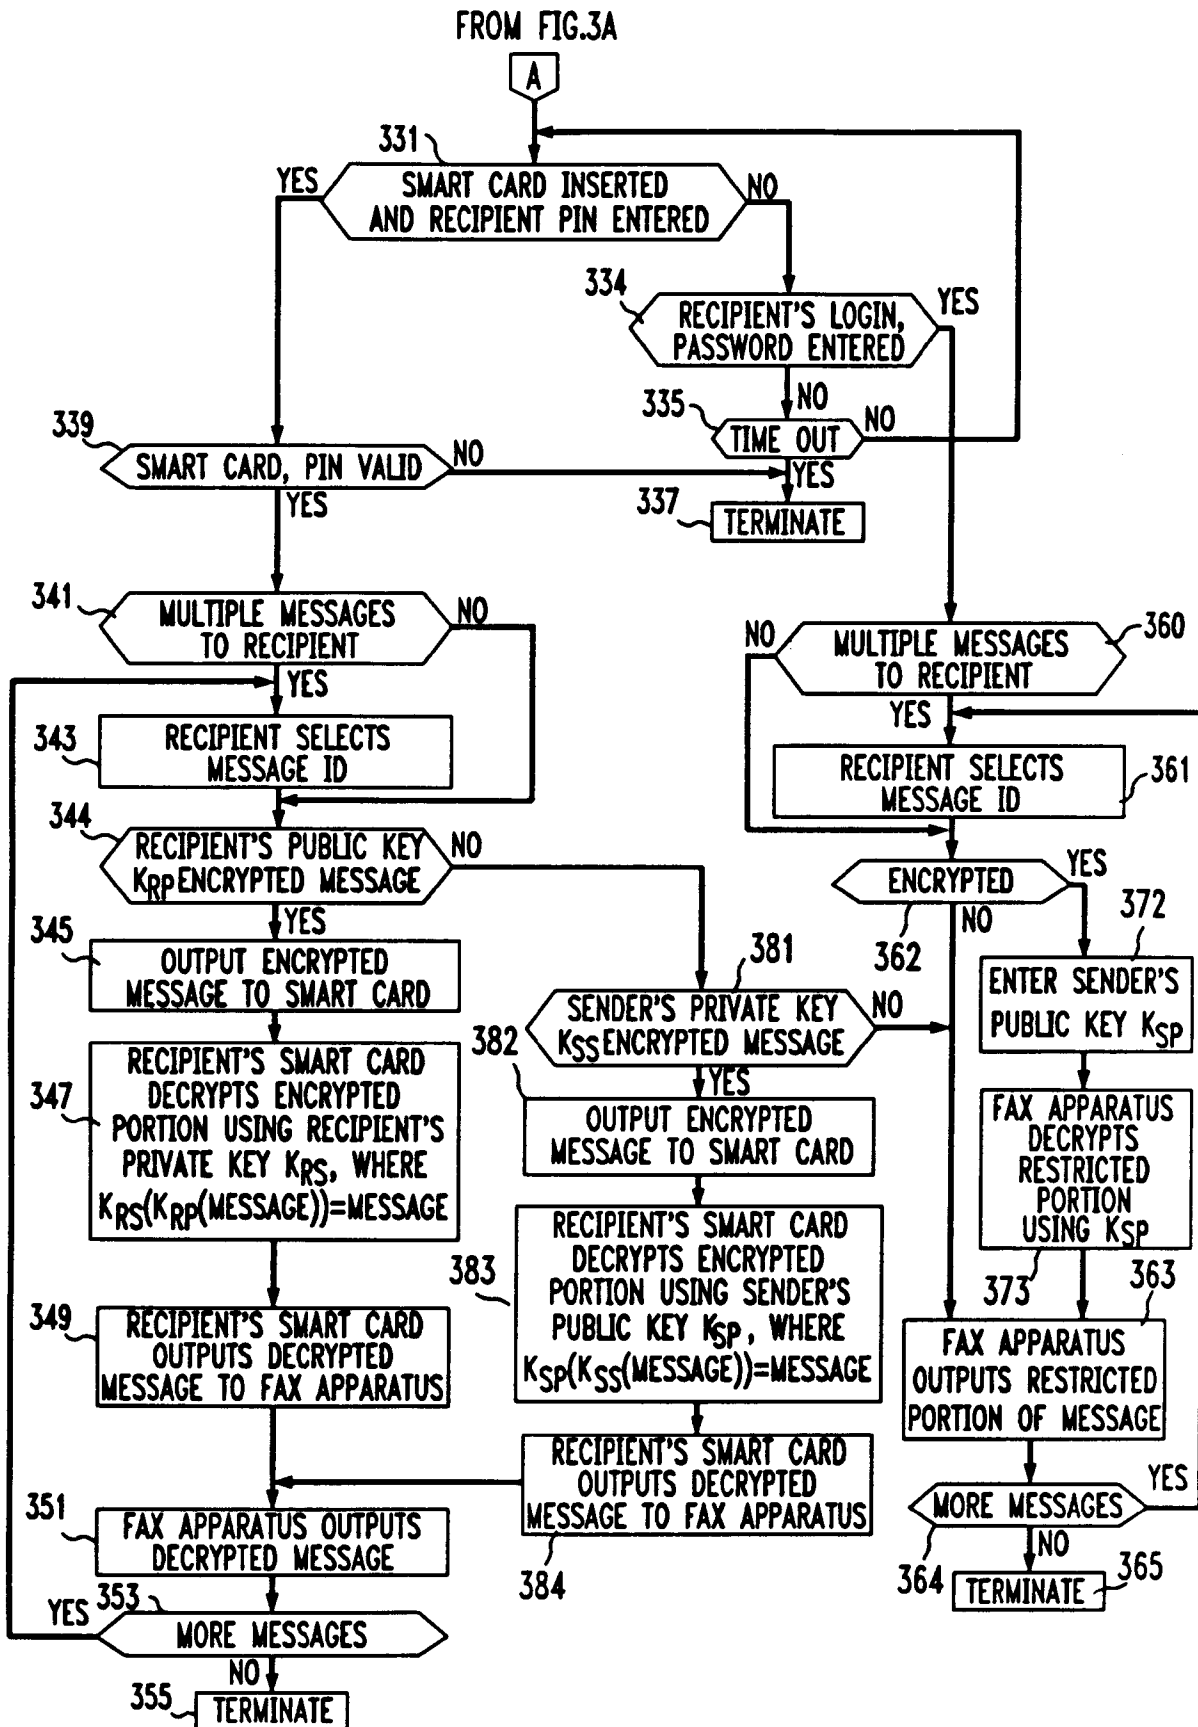 FROM FIG.3A
A
331
YES
SMART CARD INSERTED
AND RECIPIENT PIN ENTERED
NO
334
RECIPIENT'S LOGIN,
PASSWORD ENTERED
YES
NO
335
TIME OUT
NO
YES
337
TERMINATE
339
SMART CARD, PIN VALID
NO
YES
341
MULTIPLE MESSAGES
TO RECIPIENT
NO
YES
343
RECIPIENT SELECTS
MESSAGE ID
344
RECIPIENT'S PUBLIC KEY
KRP ENCRYPTED MESSAGE
NO
YES
345
OUTPUT ENCRYPTED
MESSAGE TO SMART CARD
347
RECIPIENT'S SMART CARD
DECRYPTS ENCRYPTED
PORTION USING RECIPIENT'S
PRIVATE KEY KRS, WHERE
KRS(KRP(MESSAGE))=MESSAGE
349
RECIPIENT'S SMART CARD
OUTPUTS DECRYPTED
MESSAGE TO FAX APPARATUS
351
FAX APPARATUS OUTPUTS
DECRYPTED MESSAGE
353
YES
MORE MESSAGES
NO
355
TERMINATE
381
SENDER'S PRIVATE KEY
KSS ENCRYPTED MESSAGE
NO
YES
382
OUTPUT ENCRYPTED
MESSAGE TO SMART CARD
383
RECIPIENT'S SMART CARD
DECRYPTS ENCRYPTED
PORTION USING SENDER'S
PUBLIC KEY KSP, WHERE
KSP(KSS(MESSAGE))=MESSAGE
RECIPIENT'S SMART CARD
OUTPUTS DECRYPTED
MESSAGE TO FAX APPARATUS
384
360
NO
MULTIPLE MESSAGES
TO RECIPIENT
YES
RECIPIENT SELECTS
MESSAGE ID
361
ENCRYPTED
YES
NO
362
372
ENTER SENDER'S
PUBLIC KEY KSP
FAX APPARATUS
DECRYPTS
RESTRICTED
PORTION
USING KSP
373
363
FAX APPARATUS
OUTPUTS RESTRICTED
PORTION OF MESSAGE
MORE MESSAGES
YES
364
NO
TERMINATE
365